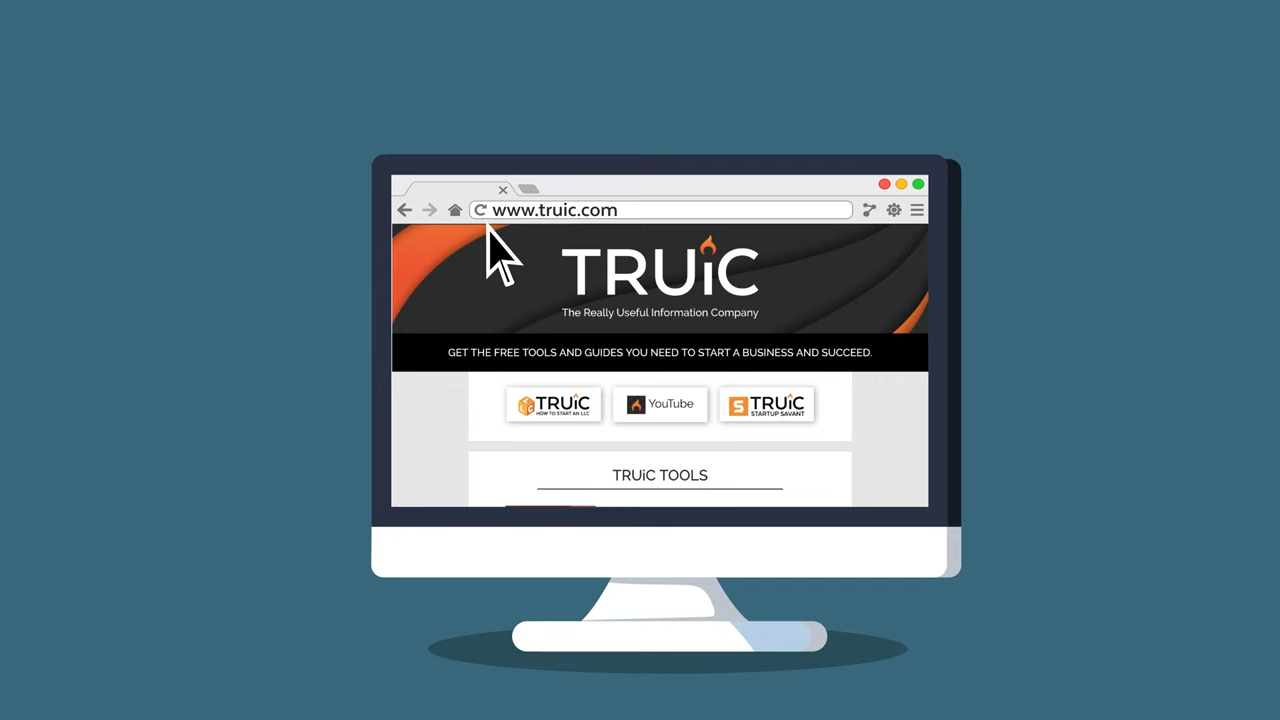 www.truic.com
TRUiC
The Really Useful Information Company
GET THE FREE TOOLS AND GUIDES YOU NEED TO START A BUSINESS AND SUCCEED.
TRUiC
HOW TO START AN LLC
YouTube
S TRUiC
STARTUP SAVANT
TRUiC TOOLS